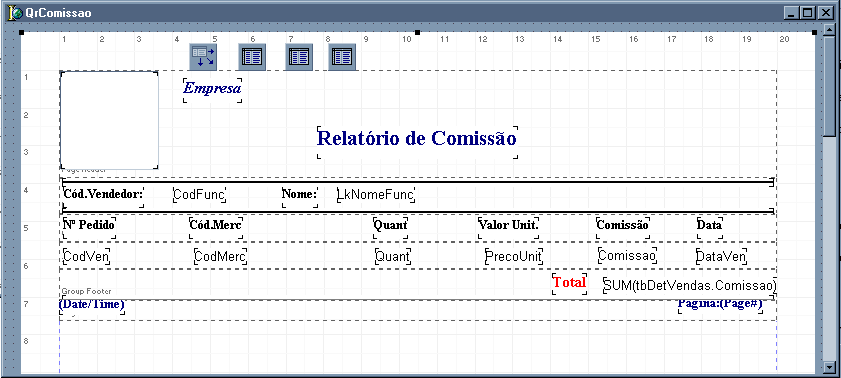 QrComissao
1 2 3 4 5 6 7 8 9 10 11 12 13 14 15 16 17 18 19 20
1
Empresa
2
Relatório de Comissão
3
Page Header
4
Cód.Vendedor: CodFunc Nome: LkNomeFunc
5
Nº Pedido Cód.Merc Quant Valor Unit. Comissão Data
CodVen CodMerc Quant PrecoUnit Comissao DataVen
6
Total SUM(tbDetVendas.Comissao)
Group Footer
7
(Date/Time) Pagina:(Page#)
8